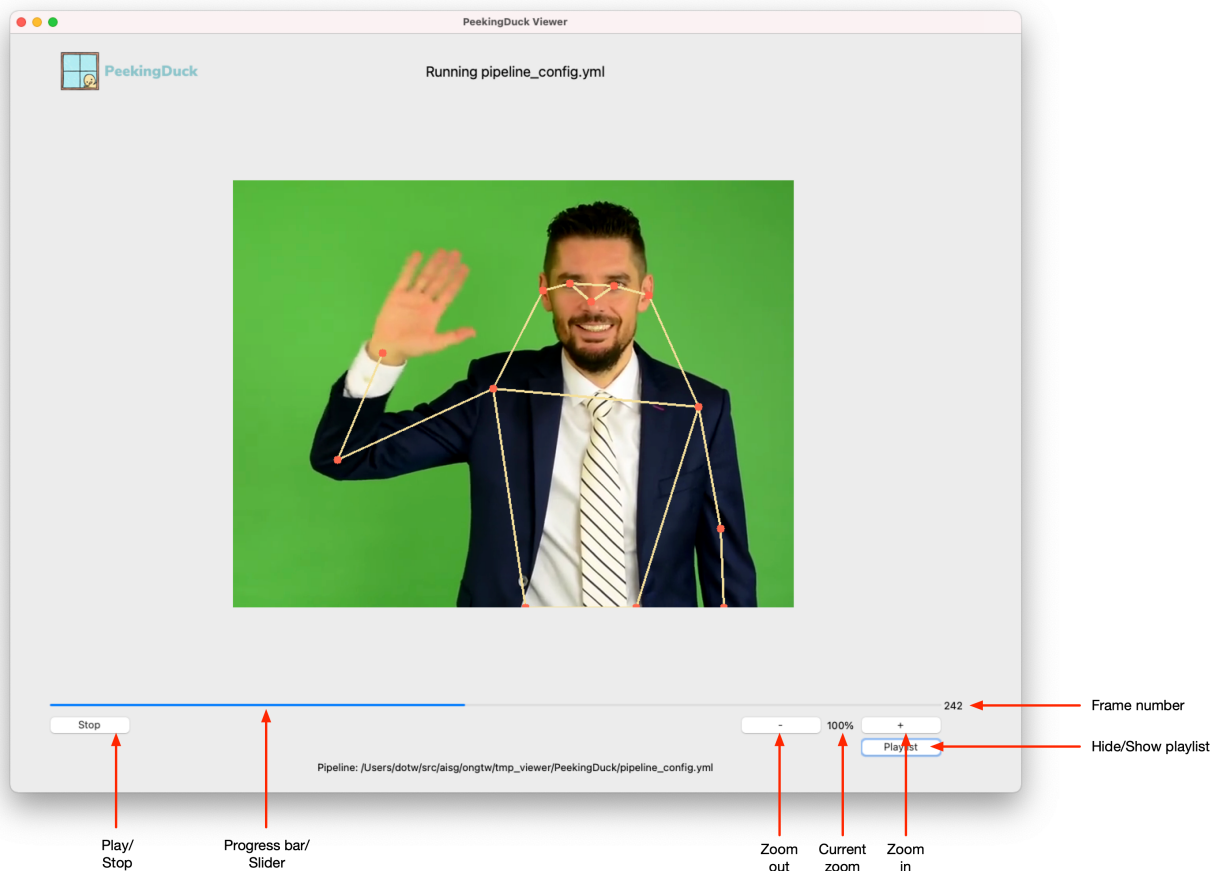 PeekingDuck Viewer
PeekingDuck
Running pipeline_config.yml
242
Frame number
Stop
-
100%
+
Playlist
Hide/Show playlist
Pipeline: /Users/dotw/src/aisg/ongtw/tmp_viewer/PeekingDuck/pipeline_config.yml
Play/
Stop
Progress bar/
Slider
Zoom
out
Current
zoom
Zoom
in